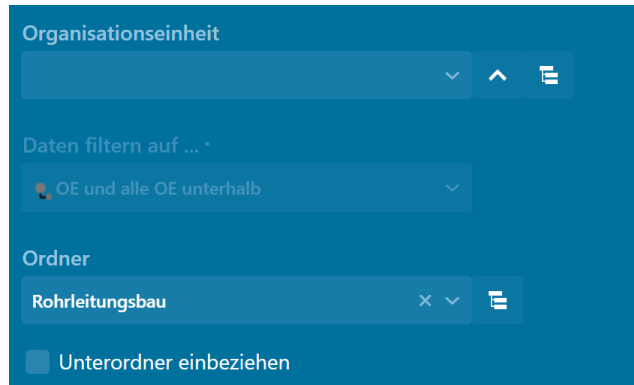 Organisationseinheit
Daten filtern auf ... •
OE und alle OE unterhalb
Ordner
Rohrleitungsbau
Unterordner einbeziehen